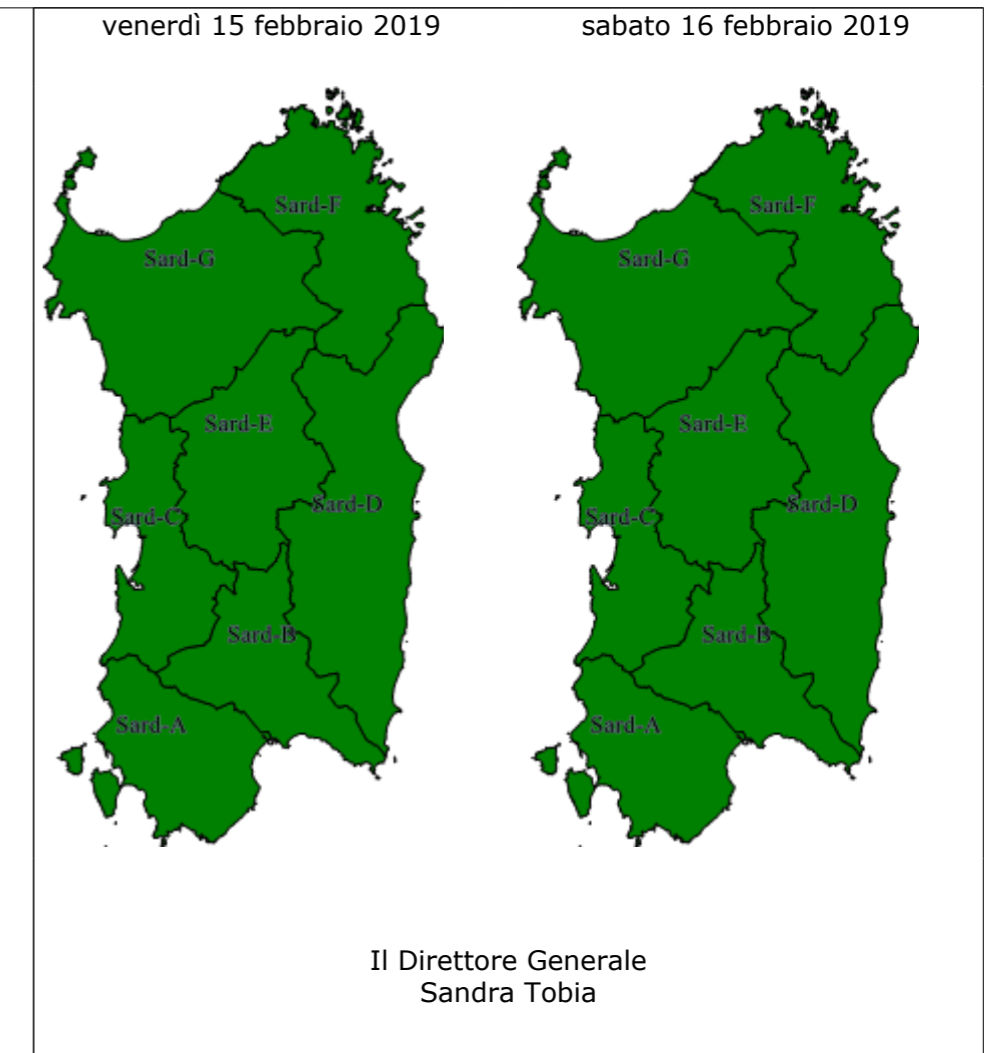 venerdì 15 febbraio 2019
sabato 16 febbraio 2019
Sard-F
Sard-G
Sard-E
Sard-D
Sard-C
Sard-B
Sard-A
Sard-F
Sard-G
Sard-E
Sard-D
Sard-C
Sard-B
Sard-A
Il Direttore Generale
Sandra Tobia